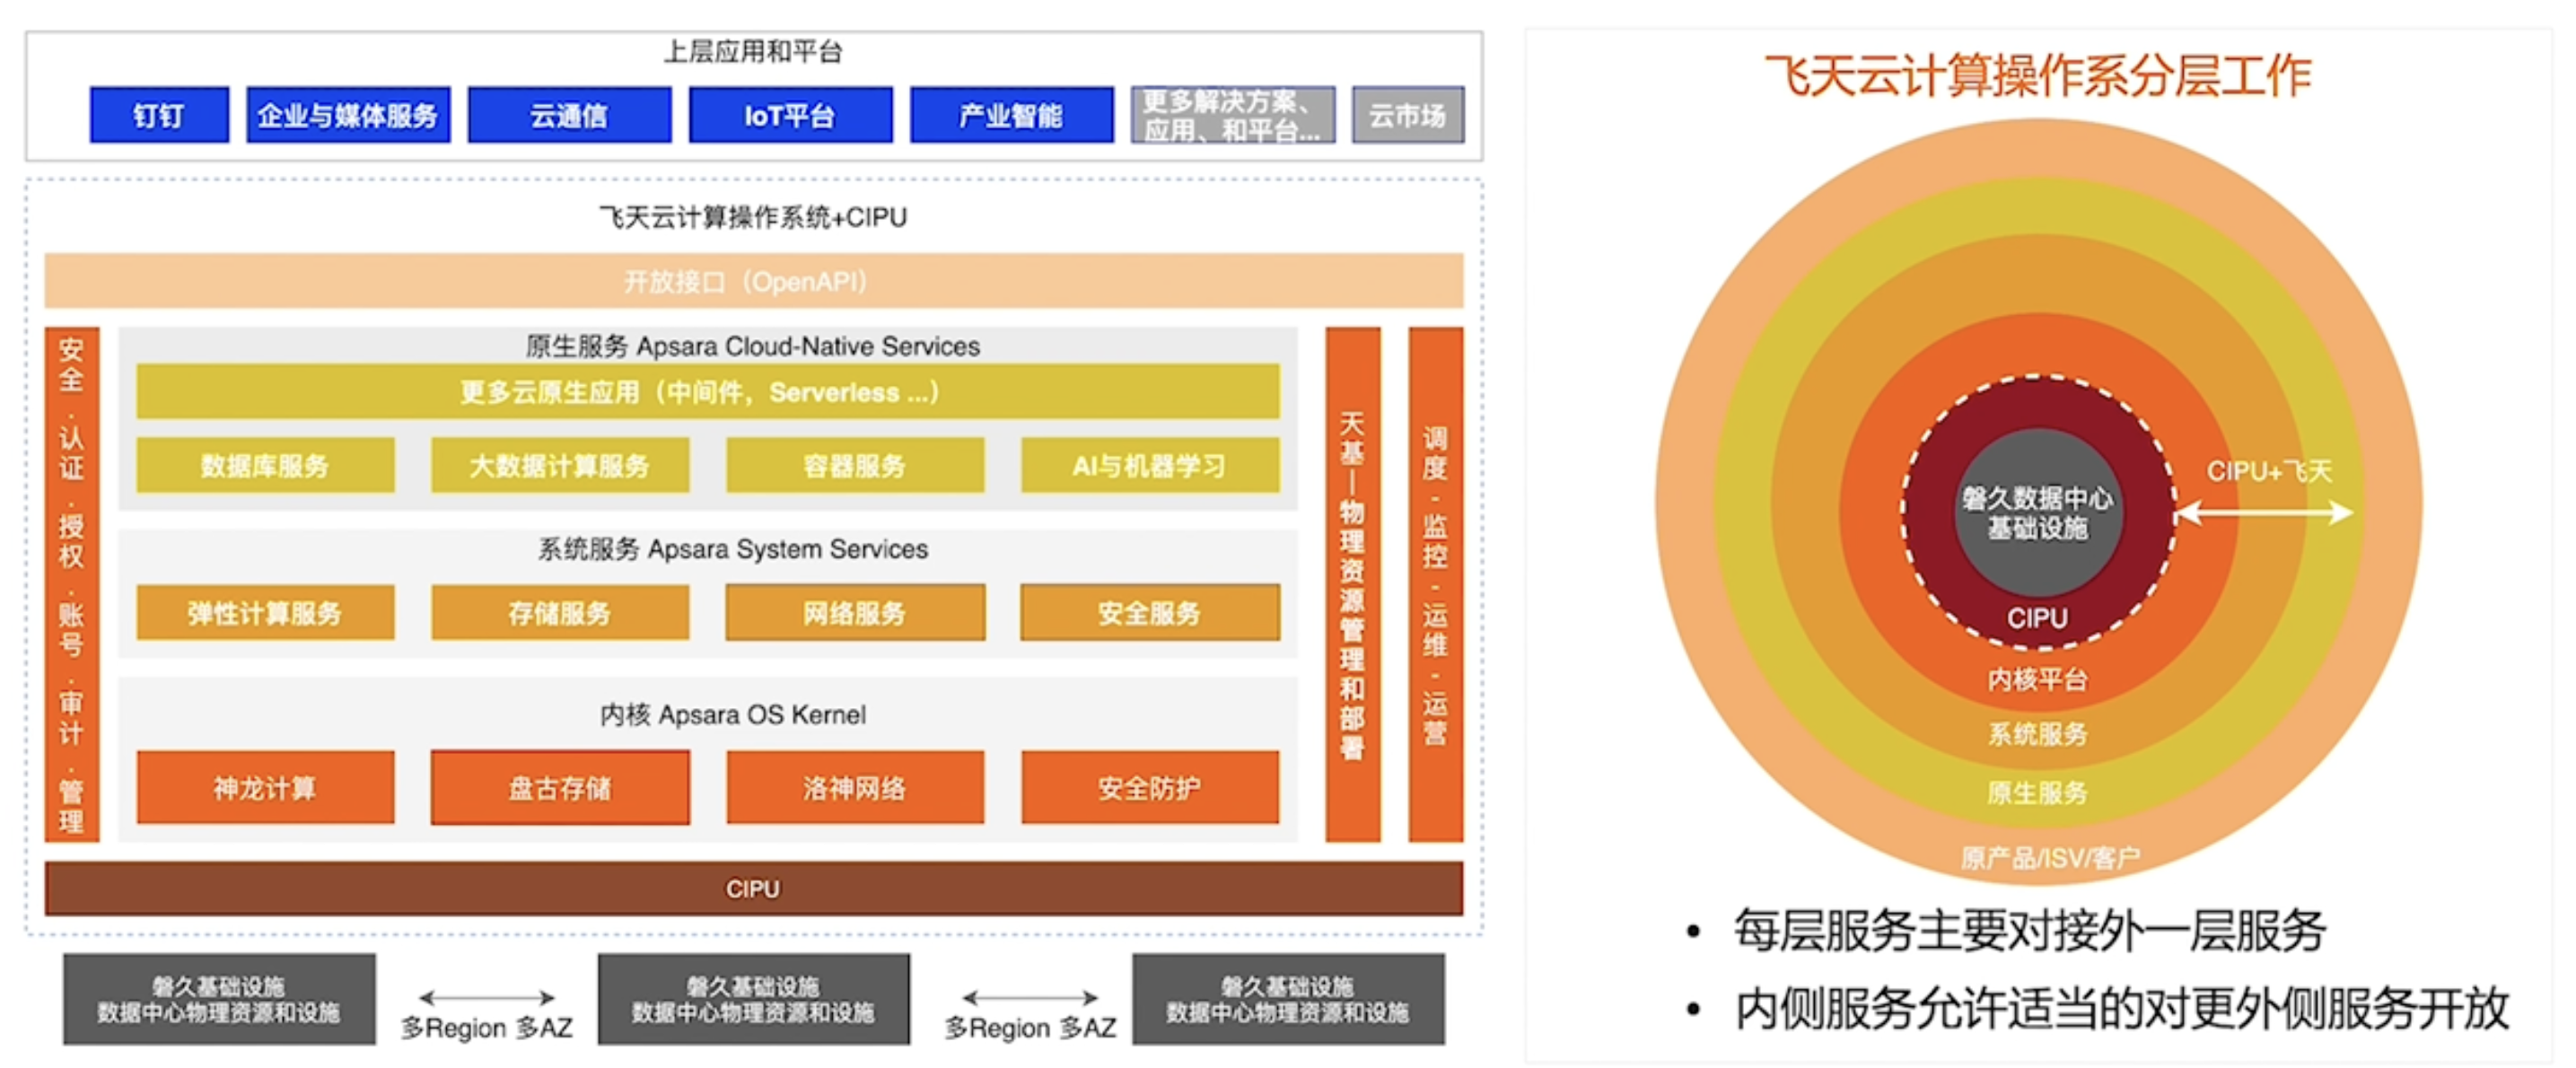 上层应用和平台
钉钉
企业与媒体服务
云通信
IoT平台
产业智能
更多解决方案、
应用、和平台...
云市场
飞天云计算操作系统+CIPU
开放接口（OpenAPI）
安全.认证.授权.账号.审计.管理
原生服务 Apsara Cloud-Native Services
更多云原生应用（中间件，Serverless ...）
数据库服务
大数据计算服务
容器服务
AI与机器学习
系统服务 Apsara System Services
弹性计算服务
存储服务
网络服务
安全服务
内核 Apsara OS Kernel
神龙计算
盘古存储
洛神网络
安全防护
天基—物理资源管理和部署
调度-监控-运维-运营
CIPU
磐久基础设施
数据中心物理资源和设施
多Region 多AZ
磐久基础设施
数据中心物理资源和设施
多Region 多AZ
磐久基础设施
数据中心物理资源和设施
飞天云计算操作系分层工作
CIPU+飞天
磐久数据中心
基础设施
CIPU
内核平台
系统服务
原生服务
原产品/ISV/客户
• 每层服务主要对接外一层服务
• 内侧服务允许适当的对更外侧服务开放